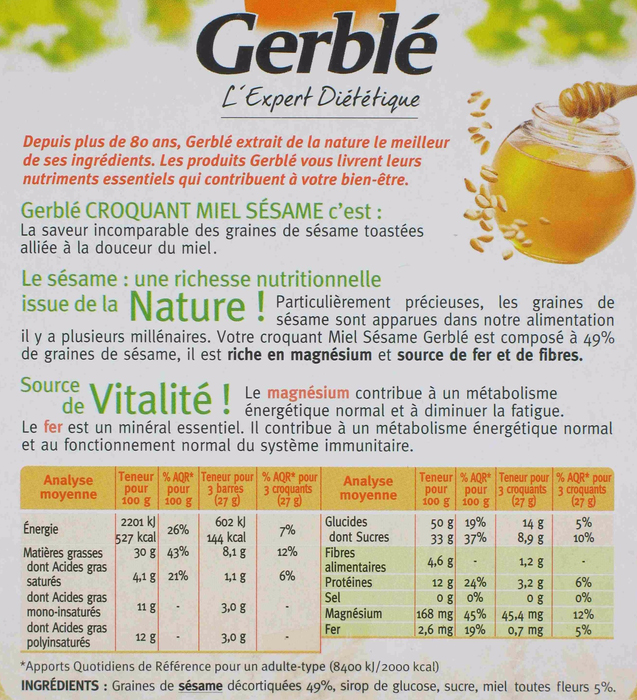 Gerblé
L'Expert Diététique
Depuis plus de 80 ans, Gerblé extrait de la nature le meilleur
de ses ingrédients. Les produits Gerblé vous livrent leurs
nutriments essentiels qui contribuent à votre bien-être.
Gerblé CROQUANT MIEL SÉSAME c'est :
La saveur incomparable des graines de sésame toastées
alliée à la douceur du miel.
Le sésame : une richesse nutritionnelle
issue de la Nature ! Particulièrement précieuses, les graines de
sésame sont apparues dans notre alimentation
il y a plusieurs millénaires. Votre croquant Miel Sésame Gerblé est composé à 49%
de graines de sésame, il est riche en magnésium et source de fer et de fibres.
Source
de Vitalité ! Le magnésium contribue à un métabolisme
énergétique normal et à diminuer la fatigue.
Le fer est un minéral essentiel. Il contribue à un métabolisme énergétique normal
et au fonctionnement normal du système immunitaire.
Analyse moyenne | Teneur pour 100 g | % AQR* pour 100 g | Teneur pour 3 barres (27 g) | % AQR* pour 3 croquants (27 g)
Énergie | 2201 kJ 527 kcal | 26% | 602 kJ 144 kcal | 7%
Matières grasses | 30 g | 43% | 8,1 g | 12%
dont Acides gras saturés | 4,1 g | 21% | 1,1 g | 6%
dont Acides gras mono-insaturés | 11 g | - | 3,0 g | -
dont Acides gras polyinsaturés | 12 g | - | 3,0 g | -
Analyse moyenne | Teneur pour 100 g | % AQR* pour 100 g | Teneur pour 3 croquants (27 g) | % AQR* pour 3 croquants (27 g)
Glucides | 50 g | 19% | 14 g | 5%
dont Sucres | 33 g | 37% | 8,9 g | 10%
Fibres alimentaires | 4,6 g | - | 1,2 g | -
Protéines | 12 g | 24% | 3,2 g | 6%
Sel | 0 g | 0% | 0 g | 0%
Magnésium | 168 mg | 45% | 45,4 mg | 12%
Fer | 2,6 mg | 19% | 0,7 mg | 5%
*Apports Quotidiens de Référence pour un adulte-type (8400 kJ/2000 kcal)
INGRÉDIENTS : Graines de sésame décortiquées 49%, sirop de glucose, sucre, miel toutes fleurs 5%.